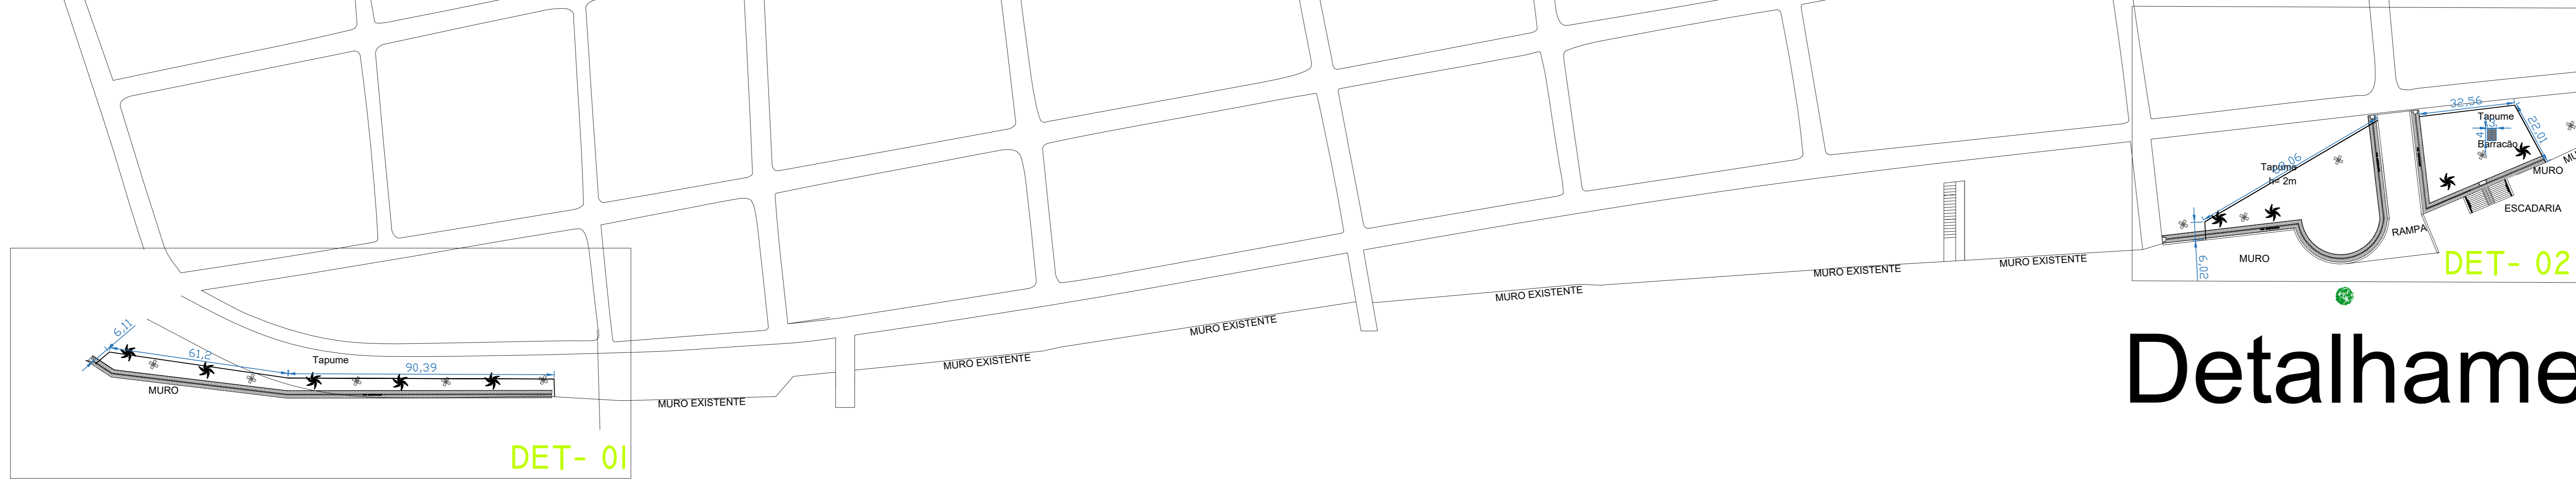 6,11
61,2
Tapume
90,39
MURO
DET- 01
MURO EXISTENTE
MURO EXISTENTE
MURO EXISTENTE
MURO EXISTENTE
MURO EXISTENTE
MURO EXISTENTE
Tapume
h= 2m
6,02
MURO
RAMPA
32,56
Tapume
22,01
4
3
Barracão
MURO
ESCADARIA
DET- 02
Detalhame